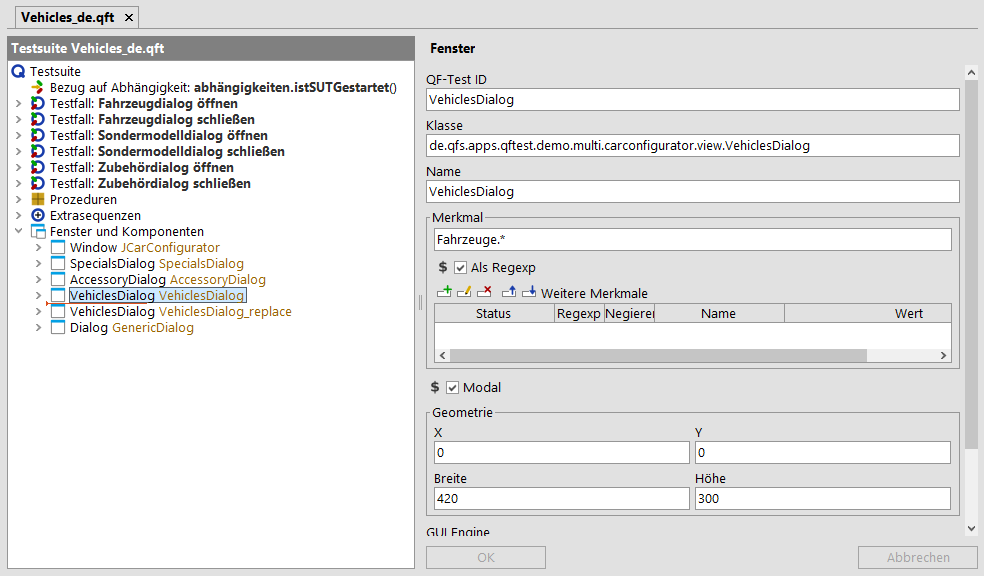 Vehicles_de.qft ×
Testsuite Vehicles_de.qft
Testsuite
Bezug auf Abhängigkeit: abhängigkeiten.istSUTGestartet()
Testfall: Fahrzeugdialog öffnen
Testfall: Fahrzeugdialog schließen
Testfall: Sondermodelldialog öffnen
Testfall: Sondermodelldialog schließen
Testfall: Zubehördialog öffnen
Testfall: Zubehördialog schließen
Prozeduren
Extrasequenzen
Fenster und Komponenten
Window JCarConfigurator
SpecialsDialog SpecialsDialog
AccessoryDialog AccessoryDialog
VehiclesDialog VehiclesDialog
VehiclesDialog VehiclesDialog_replace
Dialog GenericDialog
Fenster
QF-Test ID
VehiclesDialog
Klasse
de.qfs.apps.qftest.demo.multi.carconfigurator.view.VehiclesDialog
Name
VehiclesDialog
Merkmal
Fahrzeuge.*
$ Als Regexp
Weitere Merkmale
Status Regexp Negieren Name Wert
$ Modal
Geometrie
X Y
0 0
Breite Höhe
420 300
GUI Engine
OK Abbrechen